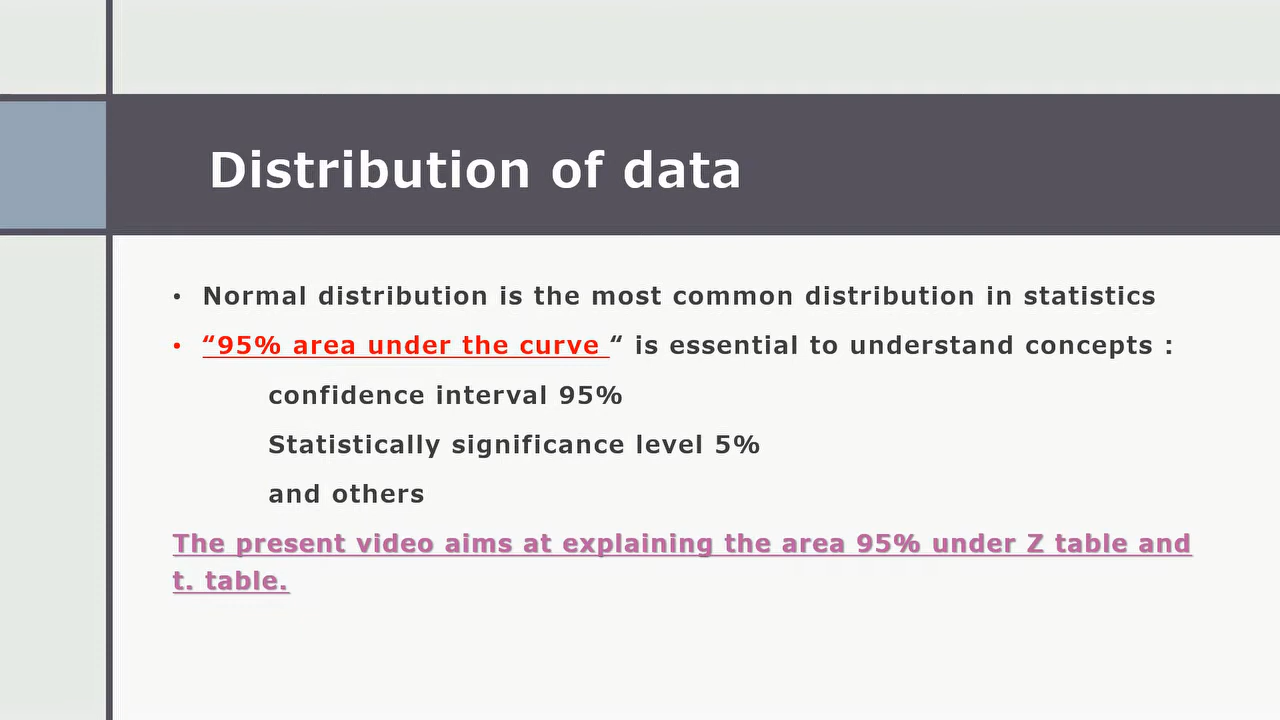 Distribution of data
• Normal distribution is the most common distribution in statistics
• “95% area under the curve “ is essential to understand concepts :
confidence interval 95%
Statistically significance level 5%
and others
The present video aims at explaining the area 95% under Z table and
t. table.